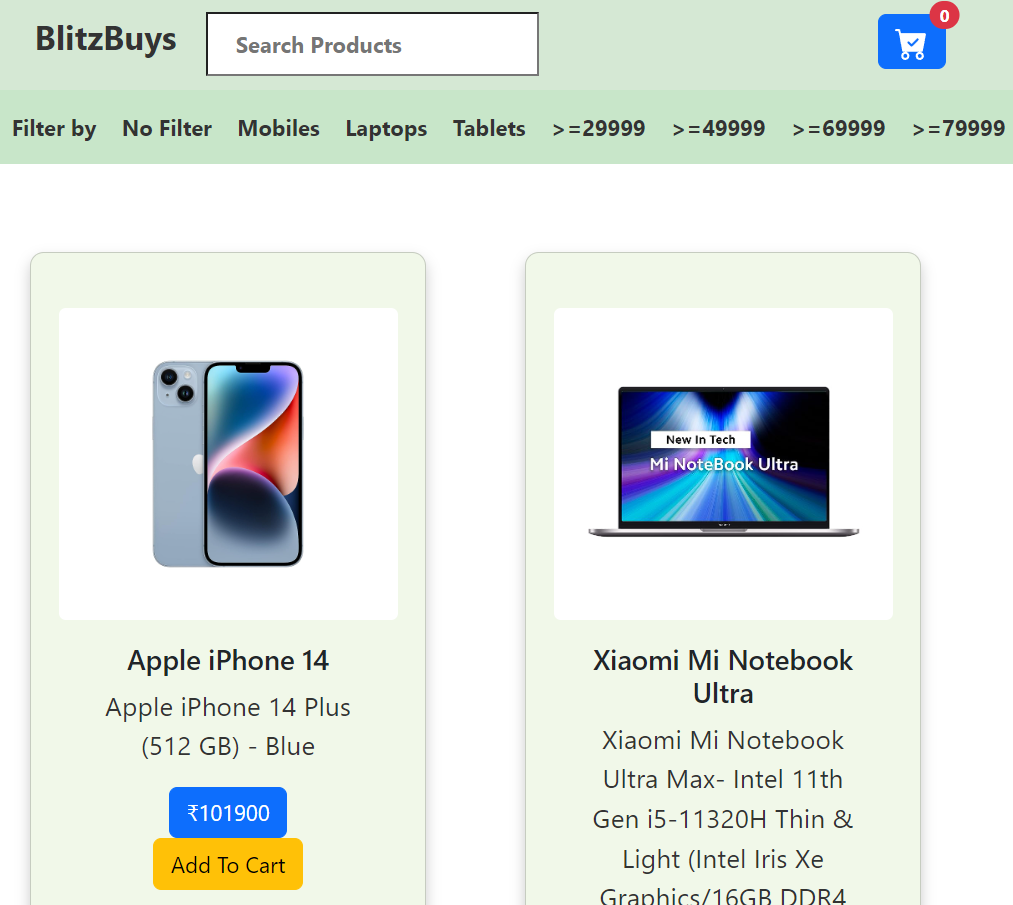 BlitzBuys
Search Products
0
Filter by No Filter Mobiles Laptops Tablets >=29999 >=49999 >=69999 >=79999
New In Tech
Mi NoteBook Ultra
Apple iPhone 14
Apple iPhone 14 Plus
(512 GB) - Blue
₹101900
Add To Cart
Xiaomi Mi Notebook
Ultra
Xiaomi Mi Notebook
Ultra Max- Intel 11th
Gen i5-11320H Thin &
Light (Intel Iris Xe
Graphics/16GB DDR4